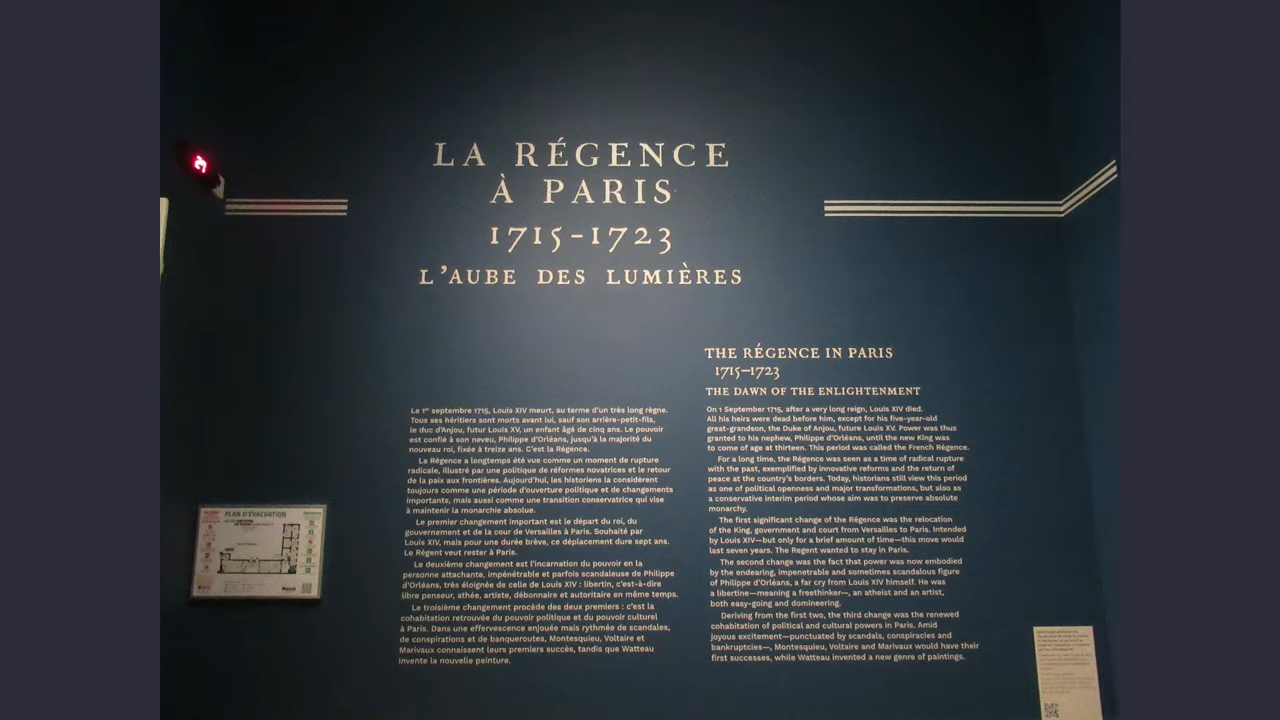 LA RÉGENCE
À PARIS
1715-1723
L'AUBE DES LUMIÈRES
THE RÉGENCE IN PARIS
1715–1723
THE DAWN OF THE ENLIGHTENMENT
Le 1er septembre 1715, Louis XIV meurt, au terme d'un très long règne.
Tous ses héritiers sont morts avant lui, sauf son arrière-petit-fils,
le duc d'Anjou, futur Louis XV, un enfant âgé de cinq ans. Le pouvoir
est confié à son neveu, Philippe d'Orléans, jusqu'à la majorité du
nouveau roi, fixée à treize ans. C'est la Régence.
La Régence a longtemps été vue comme un moment de rupture
radicale, illustré par une politique de réformes novatrices et le retour
de la paix aux frontières. Aujourd'hui, les historiens la considèrent
toujours comme une période d'ouverture politique et de changements
importants, mais aussi comme une transition conservatrice qui vise
à maintenir la monarchie absolue.
Le premier changement important est le départ du roi, du
gouvernement et de la cour de Versailles à Paris. Souhaité par
Louis XIV, mais pour une durée brève, ce déplacement dure sept ans.
Le Régent veut rester à Paris.
Le deuxième changement est l'incarnation du pouvoir en la
personne attachante, impénétrable et parfois scandaleuse de Philippe
d'Orléans, très éloignée de celle de Louis XIV : libertin, c'est-à-dire
libre penseur, athée, artiste, débonnaire et autoritaire en même temps.
Le troisième changement procède des deux premiers : c'est la
cohabitation retrouvée du pouvoir politique et du pouvoir culturel
à Paris. Dans une effervescence enjouée mais rythmée de scandales,
de conspirations et de banqueroutes, Montesquieu, Voltaire et
Marivaux connaissent leurs premiers succès, tandis que Watteau
invente la nouvelle peinture.
On 1 September 1715, after a very long reign, Louis XIV died.
All his heirs were dead before him, except for his five-year-old
great-grandson, the Duke of Anjou, future Louis XV. Power was thus
granted to his nephew, Philippe d'Orléans, until the new King was
to come of age at thirteen. This period was called the French Régence.
For a long time, the Régence was seen as a time of radical rupture
with the past, exemplified by innovative reforms and the return of
peace at the country's borders. Today, historians still view this period
as one of political openness and major transformations, but also as
a conservative interim period whose aim was to preserve absolute
monarchy.
The first significant change of the Régence was the relocation
of the King, government and court from Versailles to Paris. Intended
by Louis XIV—but only for a brief amount of time—this move would
last seven years. The Regent wanted to stay in Paris.
The second change was the fact that power was now embodied
by the endearing, impenetrable and sometimes scandalous figure
of Philippe d'Orléans, a far cry from Louis XIV himself. He was
a libertine—meaning a freethinker—, an atheist and an artist,
both easy-going and domineering.
Deriving from the first two, the third change was the renewed
cohabitation of political and cultural powers in Paris. Amid
joyous excitement—punctuated by scandals, conspiracies and
bankruptcies—, Montesquieu, Voltaire and Marivaux would have their
first successes, while Watteau invented a new genre of paintings.
PLAN D'ÉVACUATION